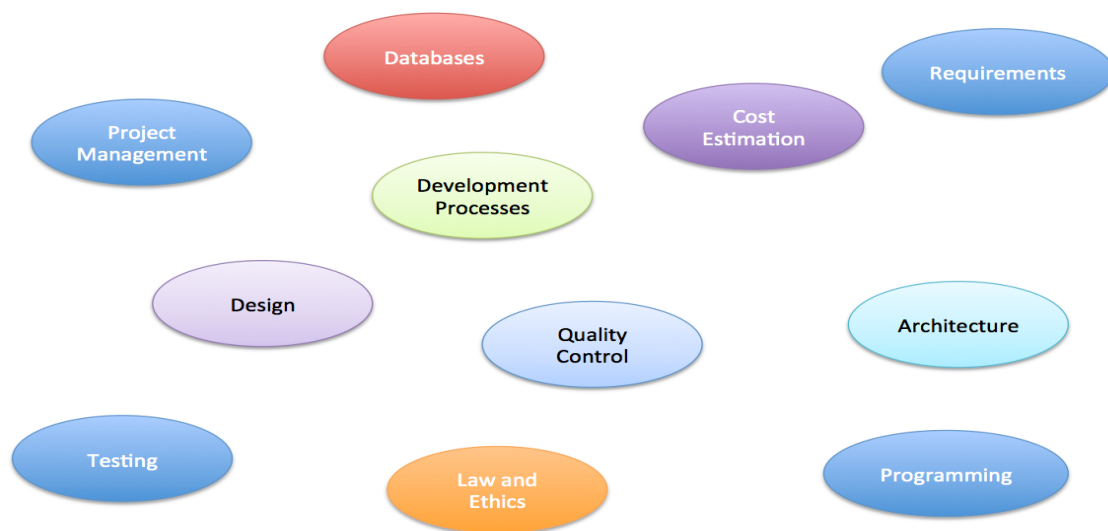 Databases
Requirements
Project
Management
Cost
Estimation
Development
Processes
Design
Quality
Control
Architecture
Testing
Law and
Ethics
Programming